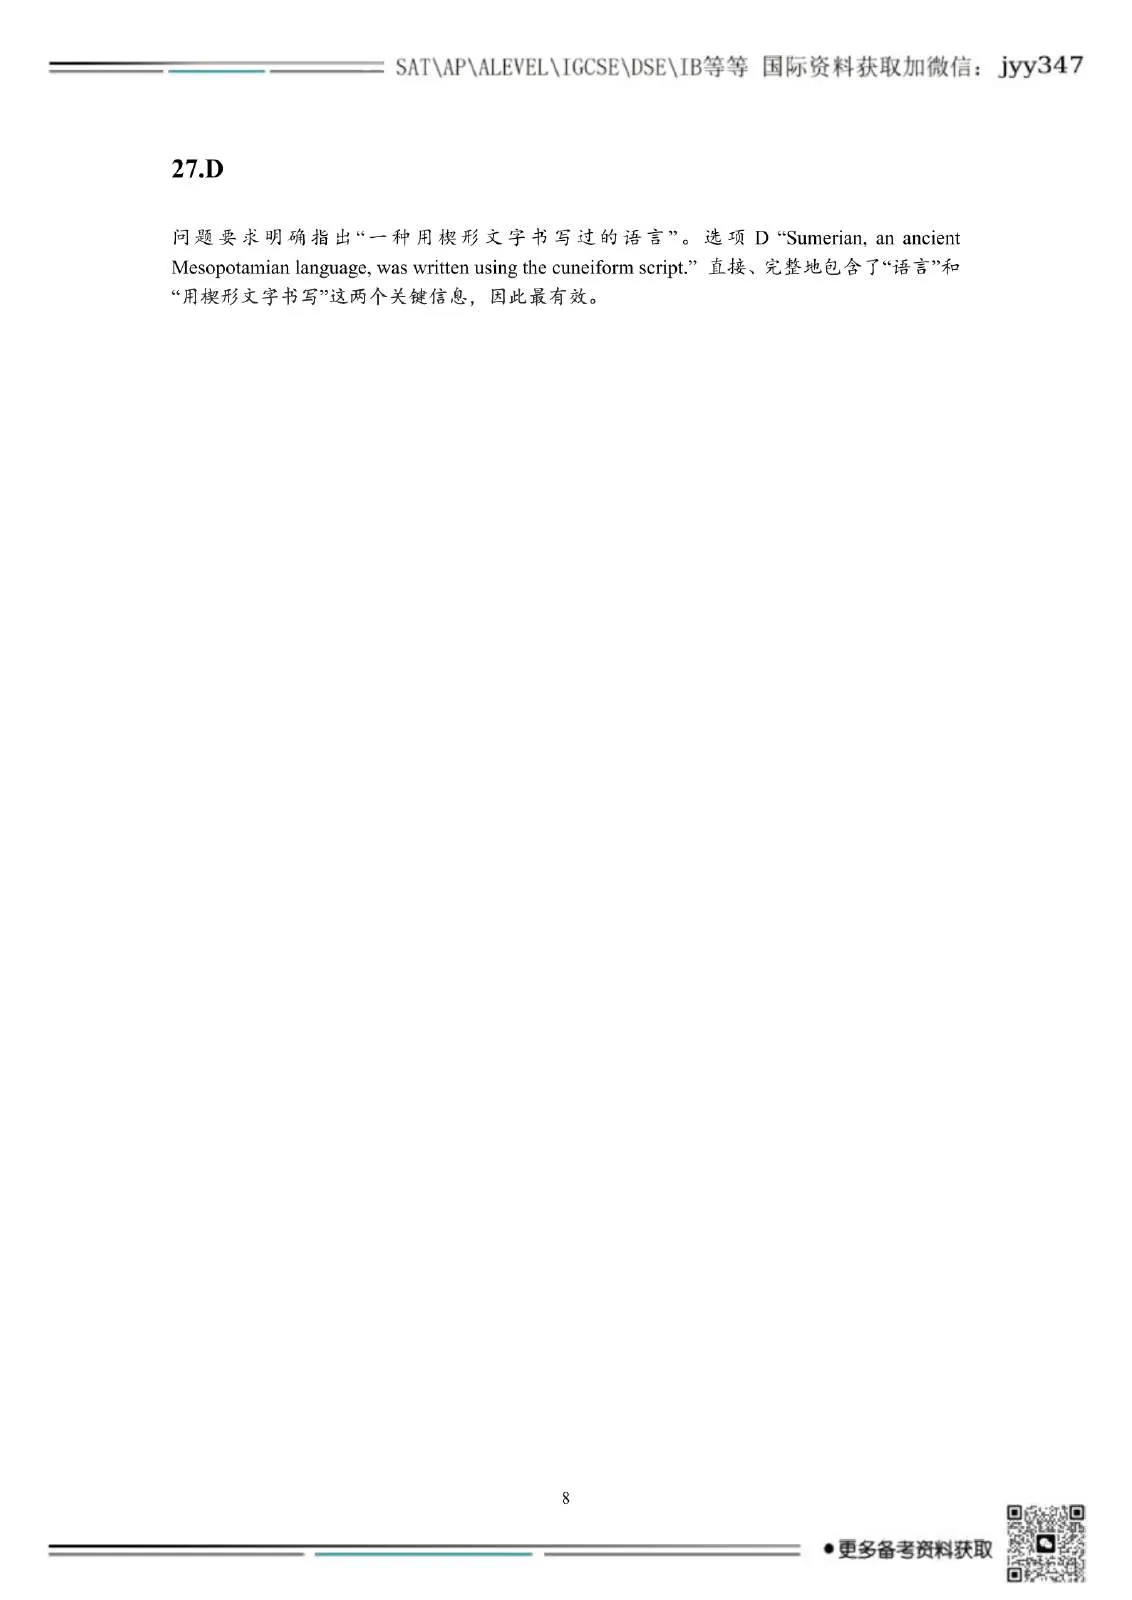 SAT\AP\ALEVEL\IGCSE\DSE\IB等等 国际资料获取加微信：jyy347
27.D
问题要求明确指出“一种用楔形文字书写过的语言”。选项 D “Sumerian, an ancient
Mesopotamian language, was written using the cuneiform script.” 直接、完整地包含了“语言”和
“用楔形文字书写”这两个关键信息，因此最有效。
8
●更多备考资料获取